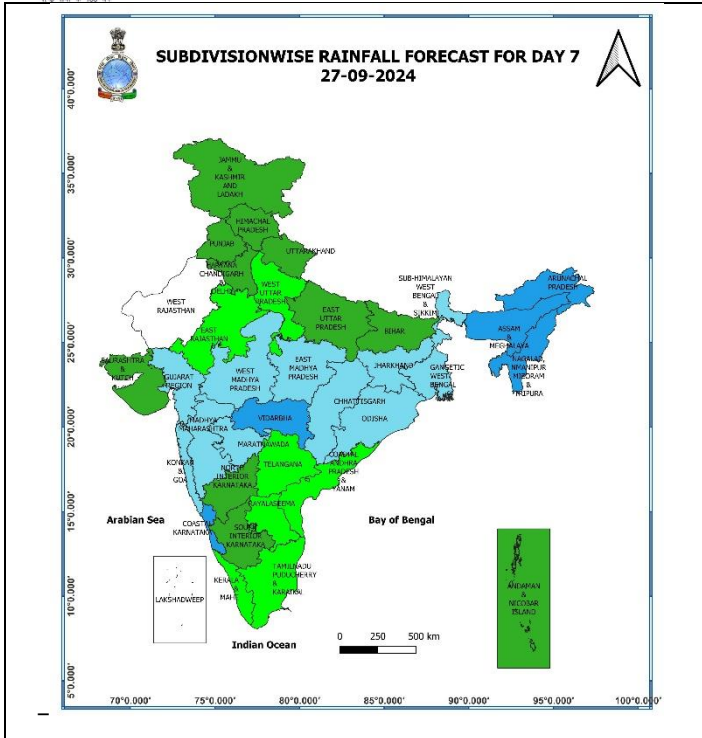 SUBDIVISIONWISE RAINFALL FORECAST FOR DAY 7
27-09-2024
40°0.000'
35°0.000'
30°0.000'
25°0.000'
20°0.000'
15°0.000'
10°0.000'
5°0.000'
JAMMU
&
KASHMIR
AND
LADAKH
HIMACHAL
PRADESH
PUNJAB
UTTARAKHAND
CHANDIGARH
&
DELHI
WEST
UTTAR
PRADESH
WEST
RAJASTHAN
EAST
RAJASTHAN
EAST
UTTAR
PRADESH
BIHAR
SUB-HIMALAYAN
WEST
BENGAL
&
SIKKIM
ARUNACHAL
PRADESH
ASSAM
&
MEGHALAYA
NAGALAD,
MANIPUR
MIZORAM
&
TRIPURA
SAURASHTRA
&
KUTCH
GUJARAT
REGION
WEST
MADHYA
PRADESH
EAST
MADHYA
PRADESH
JHARKHAND
GANGETIC
WEST
BENGAL
CHHATTISGARH
ODISHA
VIDARBHA
MADHYA
MAHARASHTRA
MARATHWADA
KONKAN
&
GOA
TELANGANA
COASTAL
ANDHRA
PRADESH
&
YANAM
NORTH
INTERIOR
KARNATAKA
RAYALASEEMA
COASTAL
KARNATAKA
SOUTH
INTERIOR
KARNATAKA
Arabian Sea
Bay of Bengal
KERALA
&
MAHE
TAMILNADU
PUDUCHERRY
&
KARAIKAL
LAKSHADWEEP
ANDAMAN
&
NICOBAR
ISLAND
Indian Ocean
0 250 500 km
70°0.000' 75°0.000' 80°0.000' 85°0.000' 90°0.000' 95°0.000' 100°0.000'